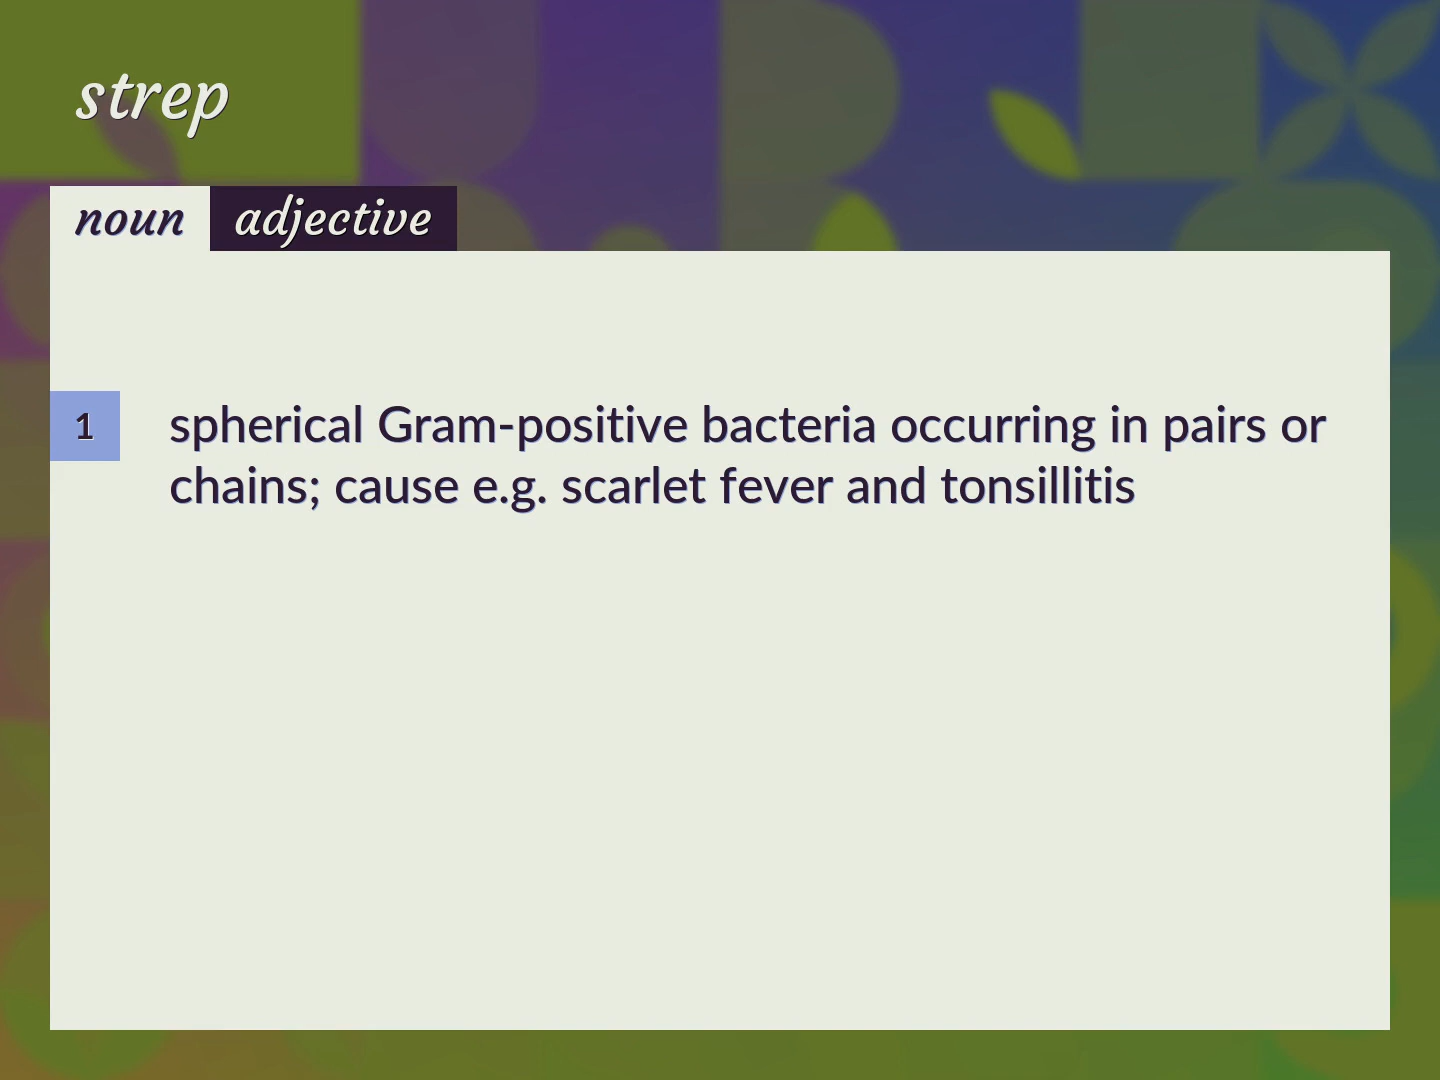 strep
noun adjective
1 spherical Gram-positive bacteria occurring in pairs or
chains; cause e.g. scarlet fever and tonsillitis